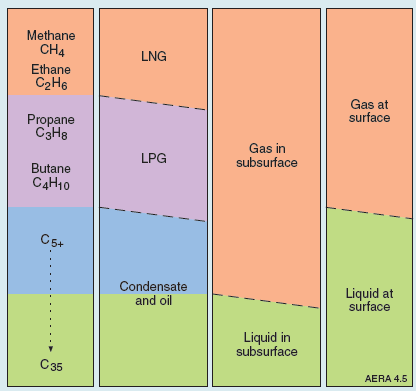 Methane
CH4
Ethane
C2H6
Propane
C3H8
Butane
C4H10
C5+
C35
LNG
LPG
Condensate
and oil
Gas in
subsurface
Liquid in
subsurface
Gas at
surface
Liquid at
surface
AERA 4.5